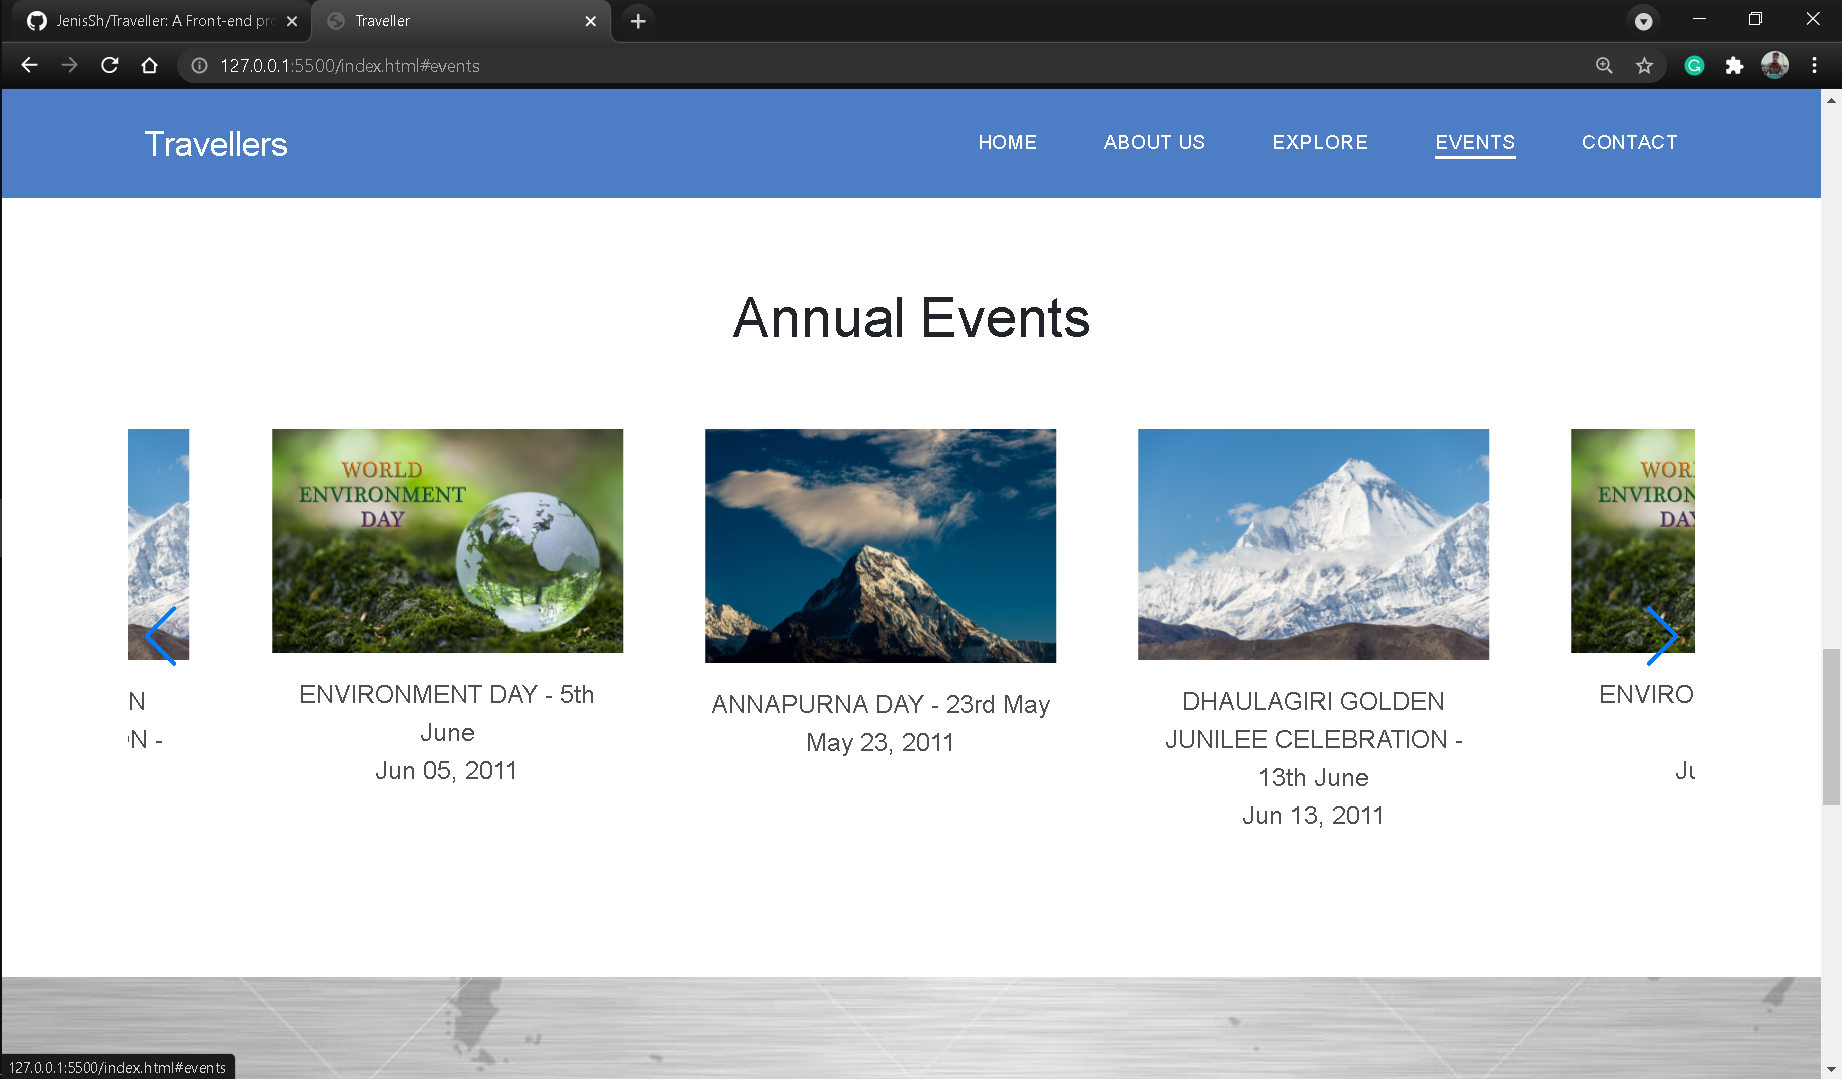 JenisSh/Traveller: A Front-end pro
Traveller
127.0.0.1:5500/index.html#events
Travellers
HOME
ABOUT US
EXPLORE
EVENTS
CONTACT
Annual Events
WORLD
ENVIRONMENT
DAY
WOR
ENVIRON
DAY
N
N -
ENVIRONMENT DAY - 5th
June
Jun 05, 2011
ANNAPURNA DAY - 23rd May
May 23, 2011
DHAULAGIRI GOLDEN
JUNILEE CELEBRATION -
13th June
Jun 13, 2011
ENVIRO
Ju
127.0.0.1:5500/index.html#events